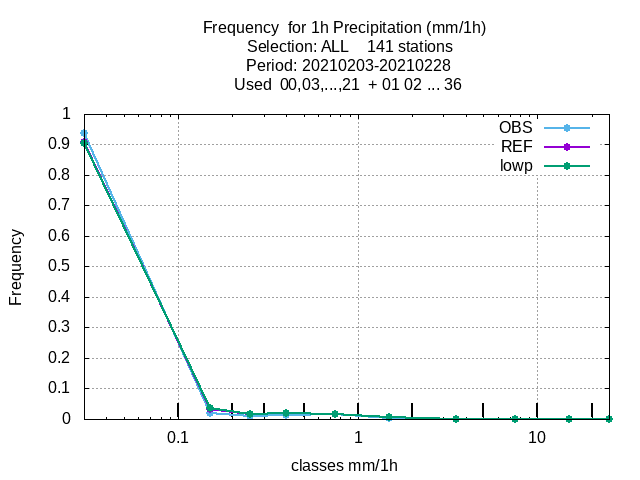 Frequency  for 1h Precipitation (mm/1h)
Selection: ALL    141 stations
Period: 20210203-20210228
Used  00,03,...,21  + 01 02 ... 36
OBS
REF
lowp
1
0.9
0.8
0.7
0.6
0.5
0.4
0.3
0.2
0.1
0
Frequency
0.1
1
10
classes mm/1h